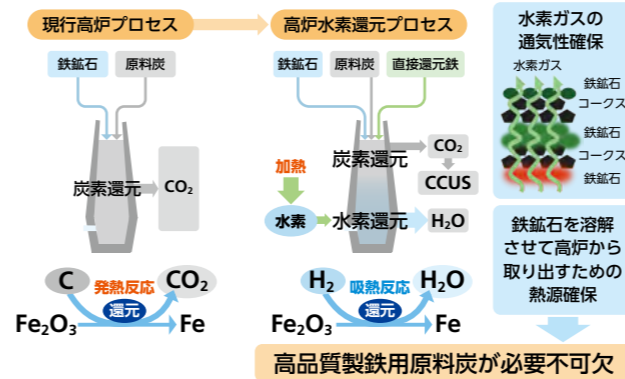 現行高炉プロセス
鉄鉱石
原料炭
炭素還元
CO₂
C
発熱反応
CO₂
還元
Fe₂O₃
Fe
高炉水素還元プロセス
鉄鉱石
原料炭
直接還元鉄
炭素還元
CO₂
CCUS
加熱
水素
水素還元
H₂O
H₂
吸熱反応
H₂O
還元
Fe₂O₃
Fe
水素ガスの
通気性確保
水素ガス
鉄鉱石
コークス
鉄鉱石
コークス
鉄鉱石
鉄鉱石を溶解
させて高炉から
取り出すための
熱源確保
高品質製鉄用原料炭が必要不可欠